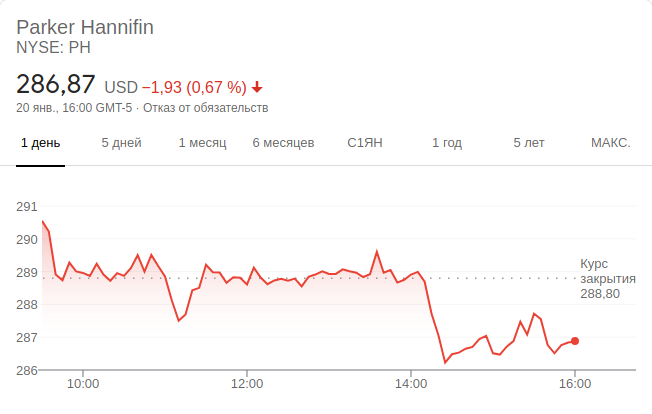 Parker Hannifin
NYSE: PH
286,87 USD −1,93 (0,67 %)
20 янв., 16:00 GMT-5 · Отказ от обязательств
1 день 5 дней 1 месяц 6 месяцев С1ЯН 1 год 5 лет МАКС.
291
290
289
288
287
286
Курс
закрытия
288,80
10:00 12:00 14:00 16:00